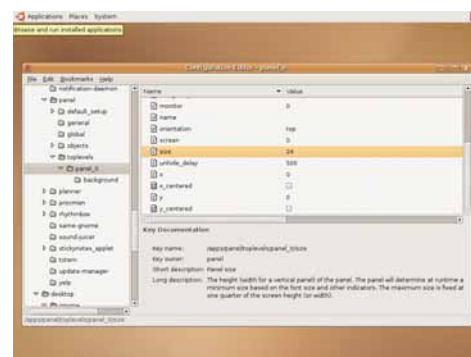 Applications Places System
Browse and run installed applications
Configuration Editor - panel_0
File Edit Bookmarks Help
notification-daemon
panel
default_setup
general
global
objects
toplevels
panel_0
background
planner
procman
rhythmbox
same-gnome
sound-juicer
stickynotes_applet
totem
update-manager
yelp
desktop
gnome
Name Value
monitor 0
name
orientation top
screen 0
size 24
unhide_delay 500
x 0
x_centered
y 0
y_centered
Key Documentation
Key name: /apps/panel/toplevels/panel_0/size
Key owner: panel
Short description: Panel size
Long description: The height (width for a vertical panel) of the panel. The panel will determine at runtime a
minimum size based on the font size and other indicators. The maximum size is fixed at
one quarter of the screen height (or width).
/apps/panel/toplevels/panel_0/size